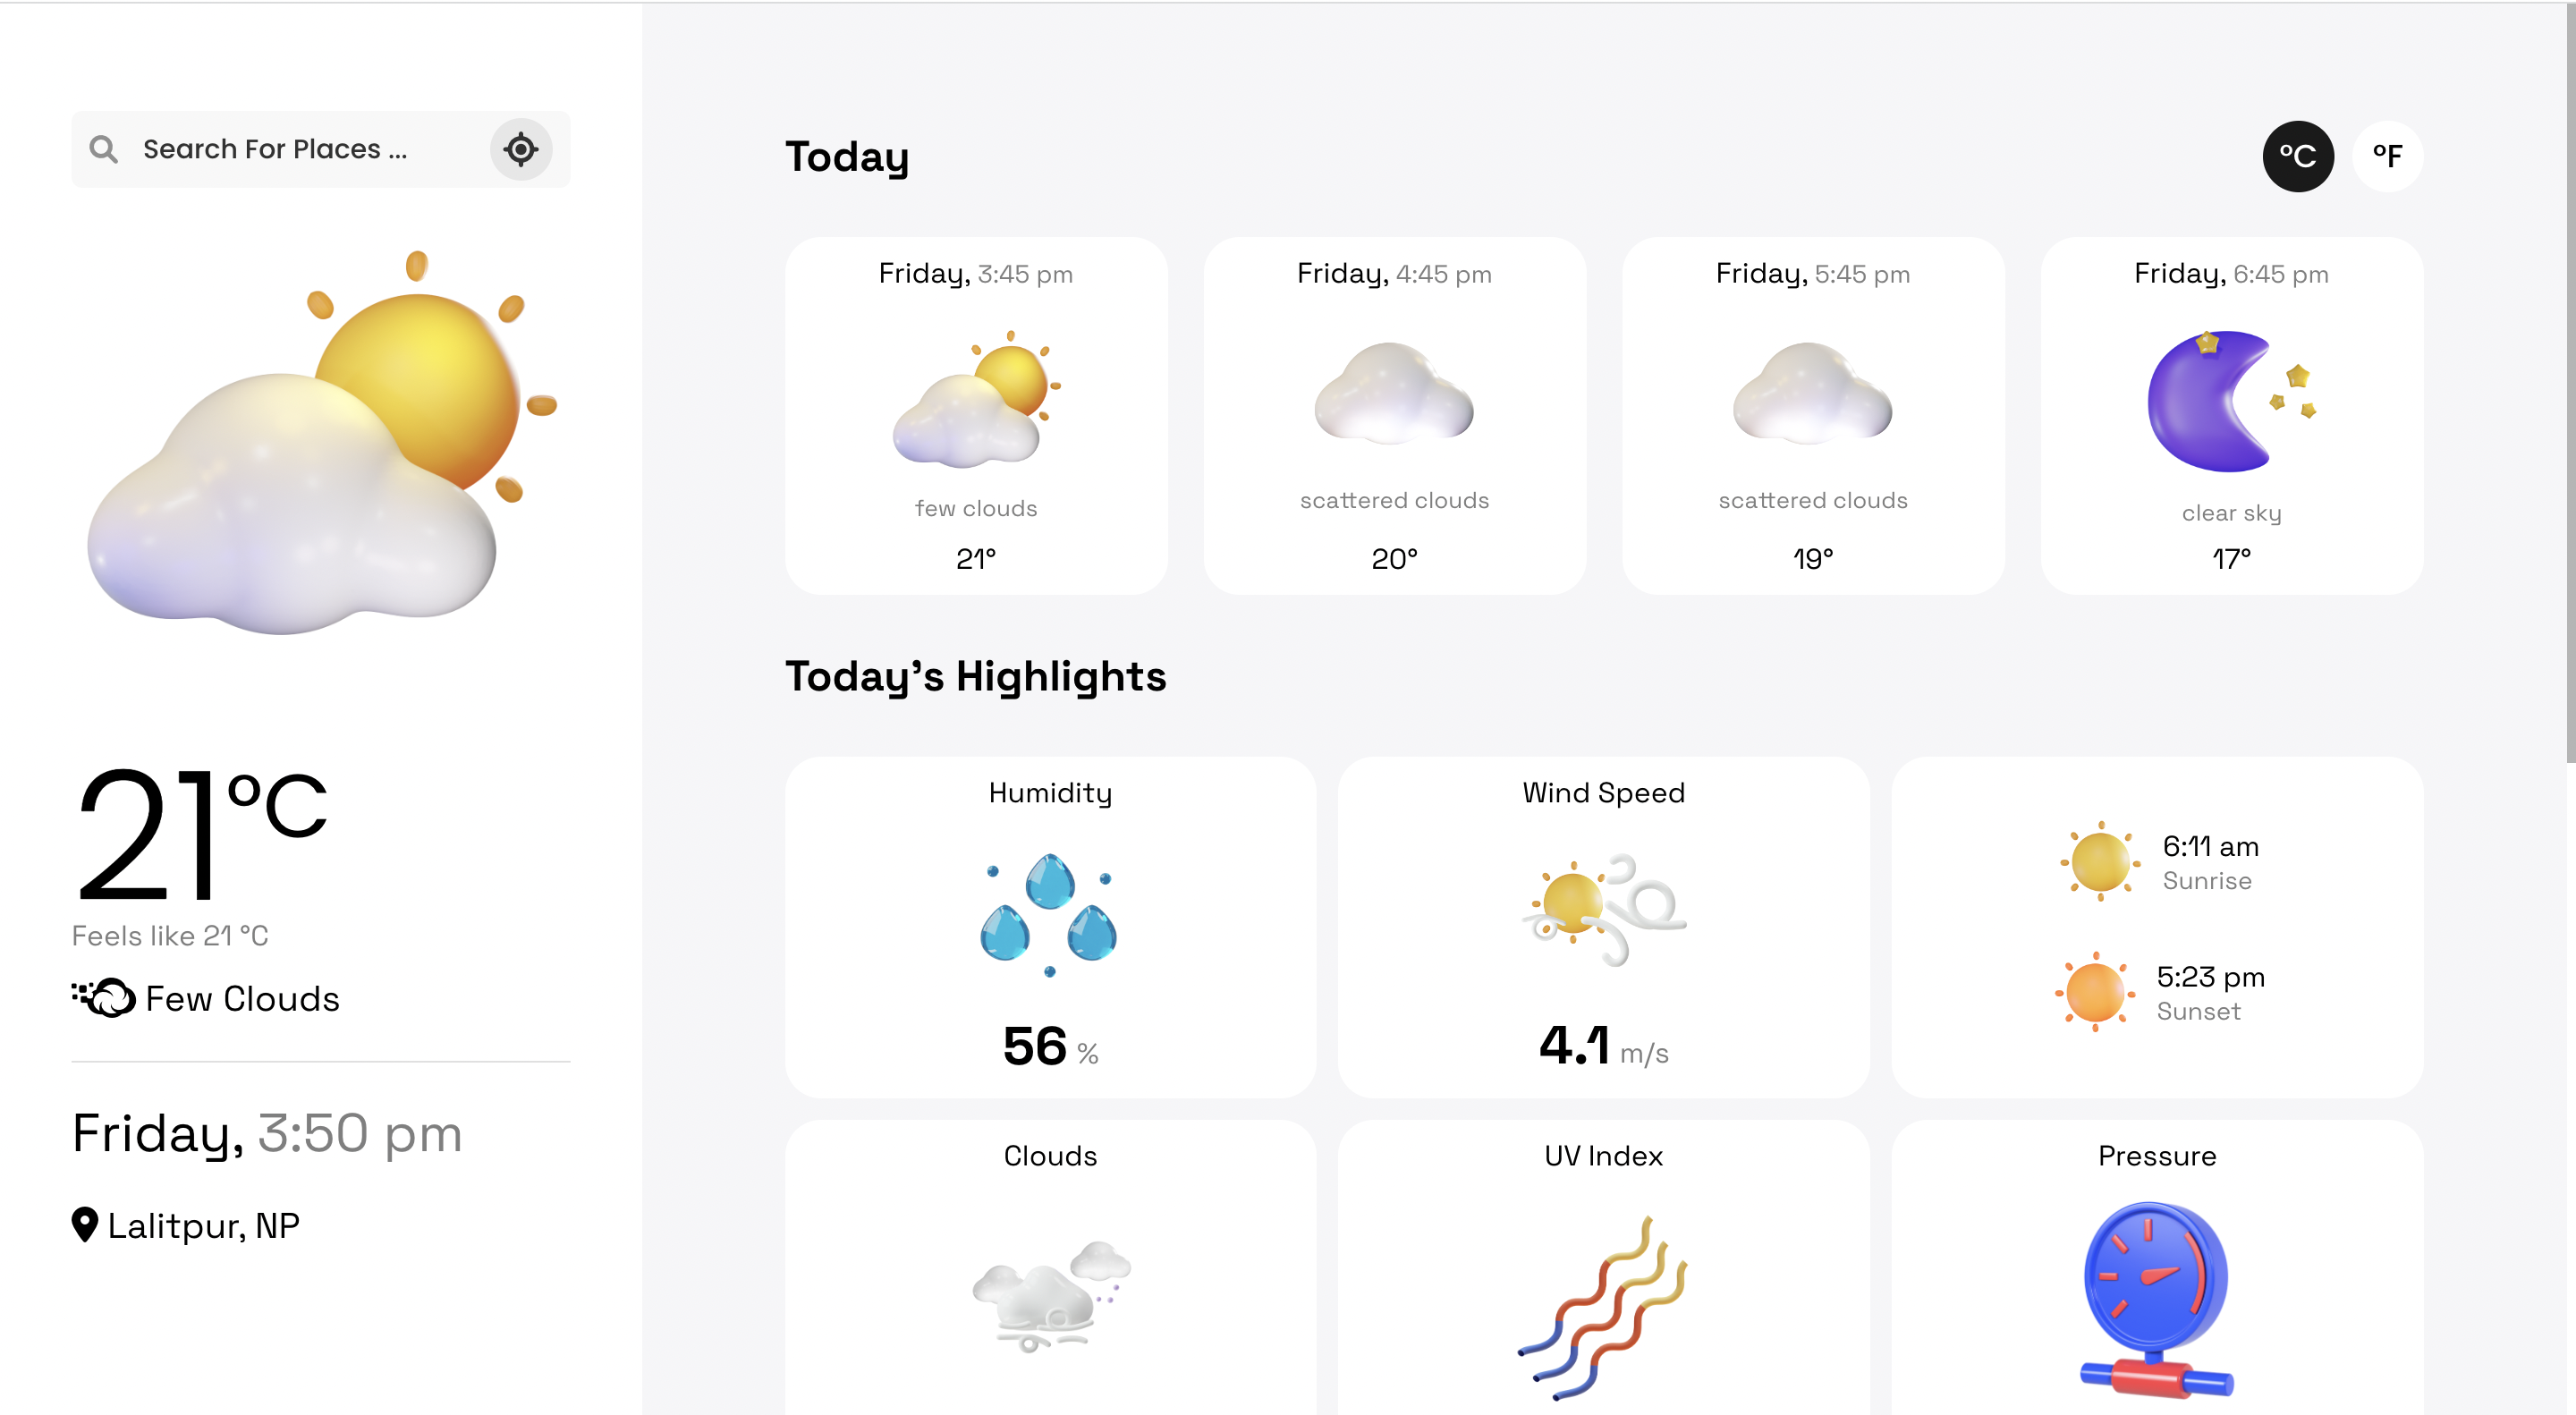 Search For Places ...
21°C
Feels like 21 °C
Few Clouds
Friday, 3:50 pm
Lalitpur, NP
Today
°C
°F
Friday, 3:45 pm
few clouds
21°
Friday, 4:45 pm
scattered clouds
20°
Friday, 5:45 pm
scattered clouds
19°
Friday, 6:45 pm
clear sky
17°
Today's Highlights
Humidity
56 %
Wind Speed
4.1 m/s
6:11 am
Sunrise
5:23 pm
Sunset
Clouds
UV Index
Pressure